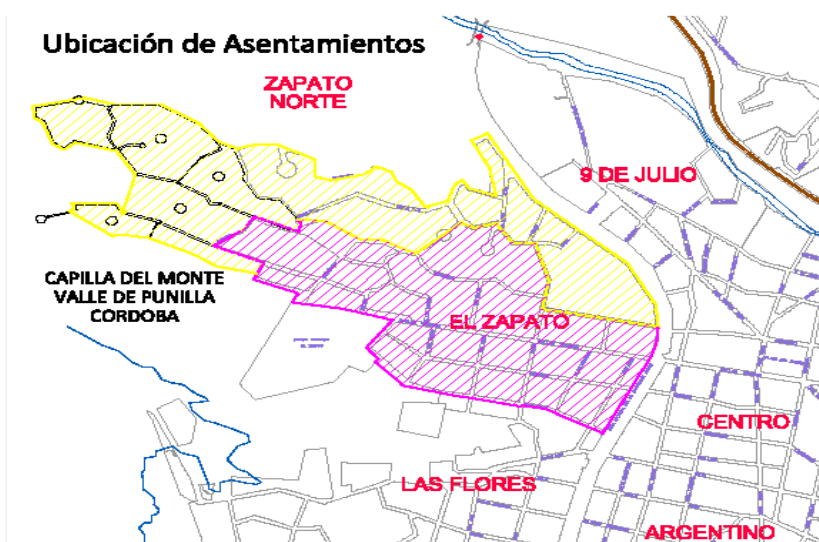 Ubicación de Asentamientos
ZAPATO
NORTE
9 DE JULIO
CAPILLA DEL MONTE
VALLE DE PUNILLA
CORDOBA
EL ZAPATO
CENTRO
LAS FLORES
ARGENTINO